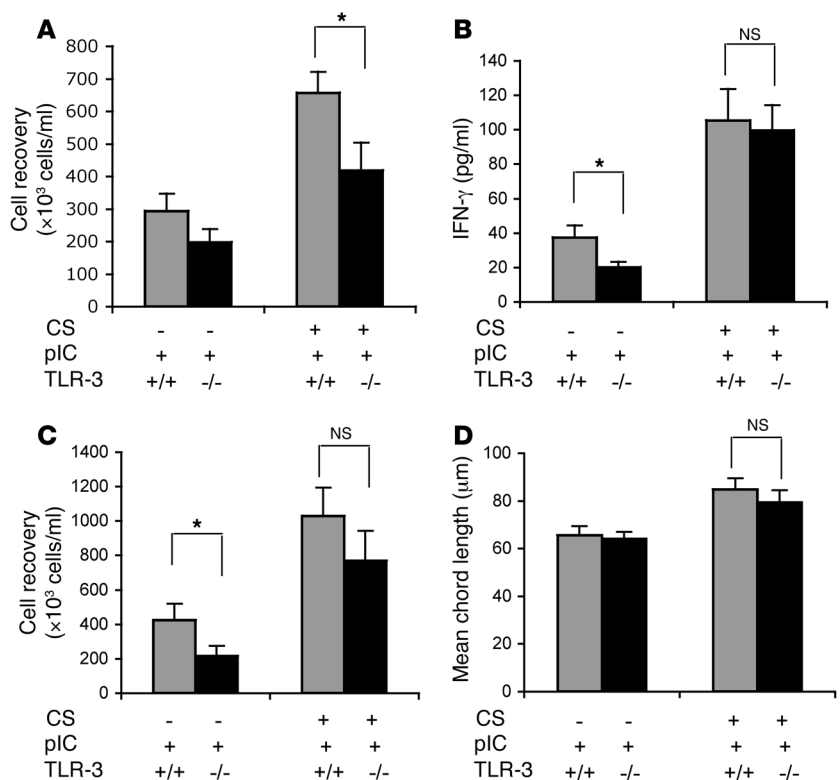 A
*
800
700
600
500
400
300
200
100
0
Cell recovery
(×10³ cells/ml)
CS - - + +
pIC + + + +
TLR-3 +/+ -/- +/+ -/-
B
NS
*
140
120
100
80
60
40
20
0
IFN-γ (pg/ml)
CS - - + +
pIC + + + +
TLR-3 +/+ -/- +/+ -/-
C
NS
*
1400
1200
1000
800
600
400
200
0
Cell recovery
(×10³ cells/ml)
CS - - + +
pIC + + + +
TLR-3 +/+ -/- +/+ -/-
D
NS
100
80
60
40
20
0
Mean chord length (μm)
CS - - + +
pIC + + + +
TLR-3 +/+ -/- +/+ -/-